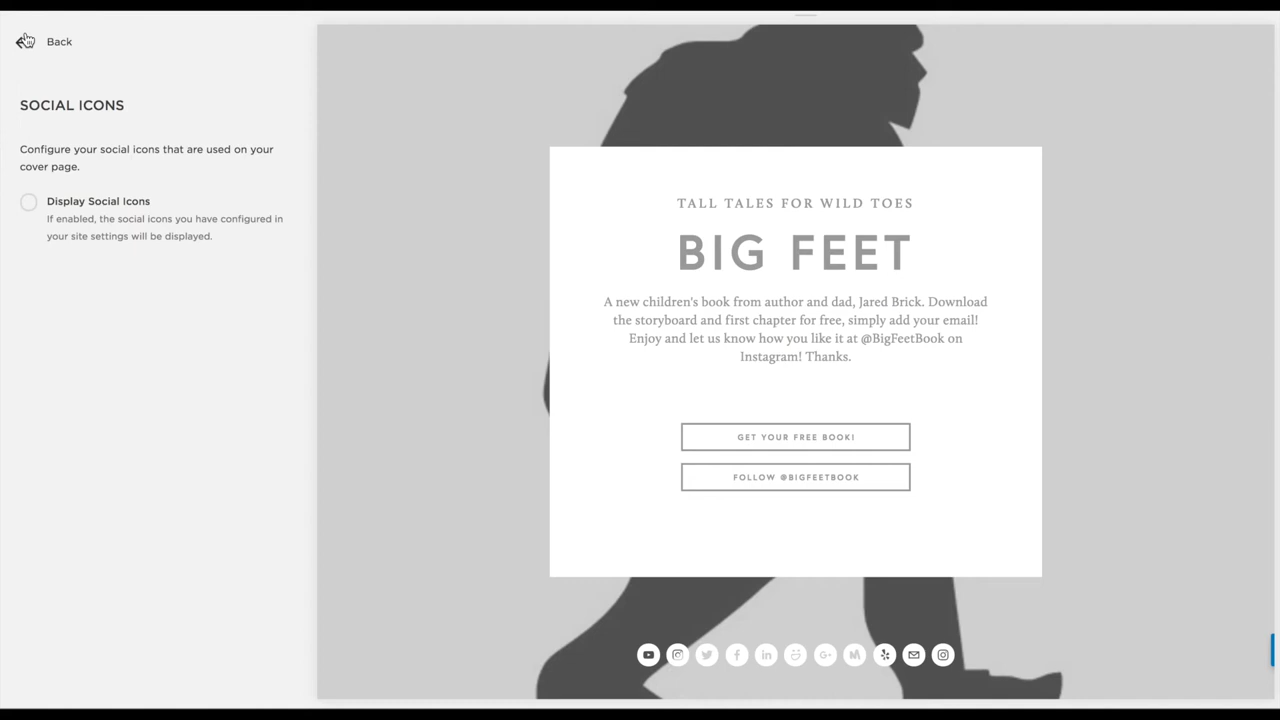 Back
SOCIAL ICONS
Configure your social icons that are used on your
cover page.
Display Social Icons
If enabled, the social icons you have configured in
your site settings will be displayed.
TALL TALES FOR WILD TOES
BIG FEET
A new children's book from author and dad, Jared Brick. Download
the storyboard and first chapter for free, simply add your email!
Enjoy and let us know how you like it at @BigFeetBook on
Instagram! Thanks.
GET YOUR FREE BOOK!
FOLLOW @BIGFEETBOOK